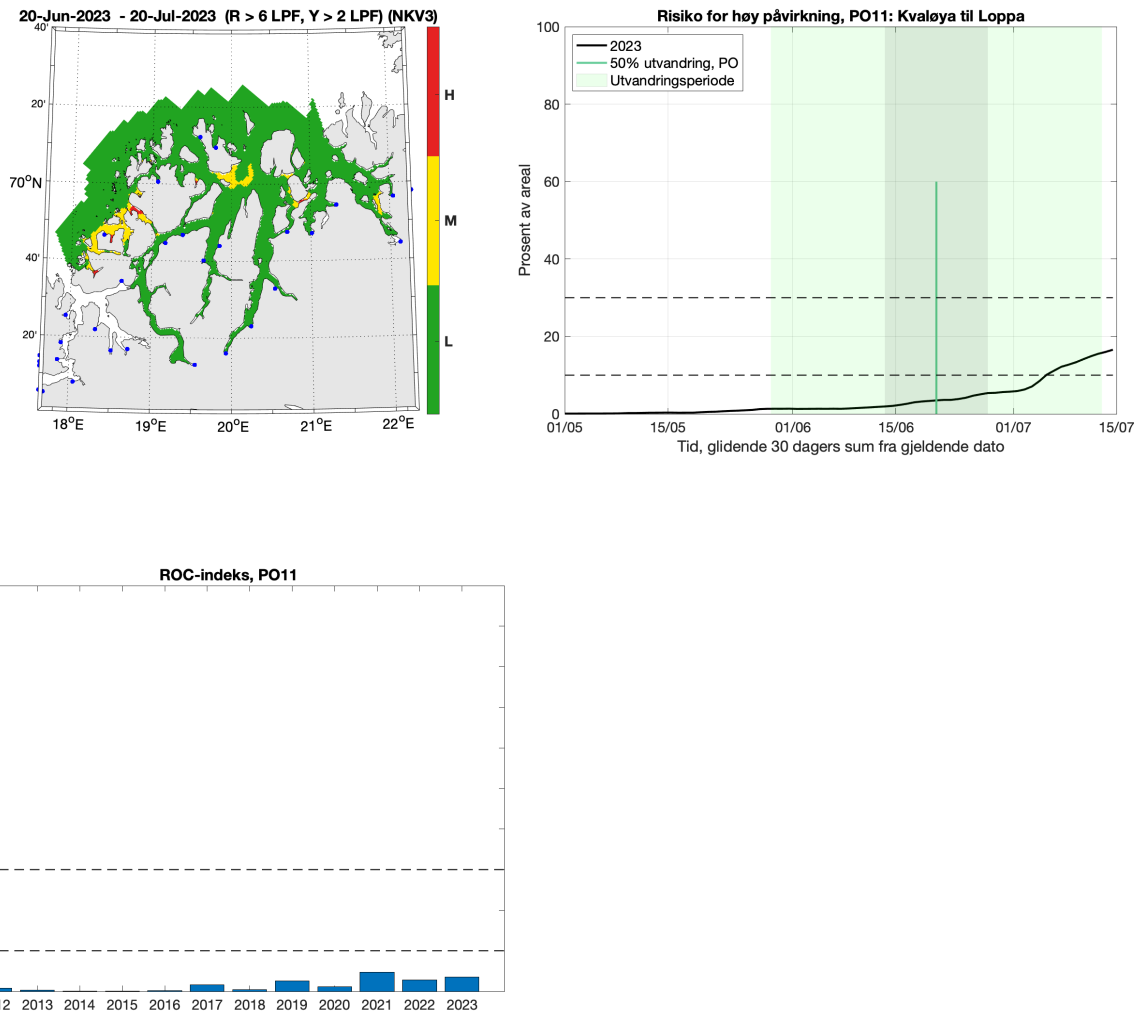 20-Jun-2023 - 20-Jul-2023 (R > 6 LPF, Y > 2 LPF) (NKV3)
40'
20'
70°N
40'
20'
18°E
19°E
20°E
21°E
22°E
H
M
L
Risiko for høy påvirkning, PO11: Kvaløya til Loppa
2023
50% utvandring, PO
Utvandringsperiode
Prosent av areal
100
80
60
40
20
0
01/05
15/05
01/06
15/06
01/07
15/07
Tid, glidende 30 dagers sum fra gjeldende dato
ROC-indeks, PO11
12 2013 2014 2015 2016 2017 2018 2019 2020 2021 2022 2023